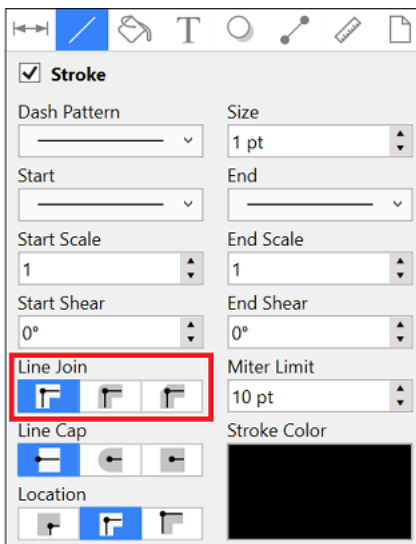 T
Stroke
Dash Pattern Size
1 pt
Start End
Start Scale End Scale
1 1
Start Shear End Shear
0° 0°
Line Join Miter Limit
10 pt
Line Cap Stroke Color
Location